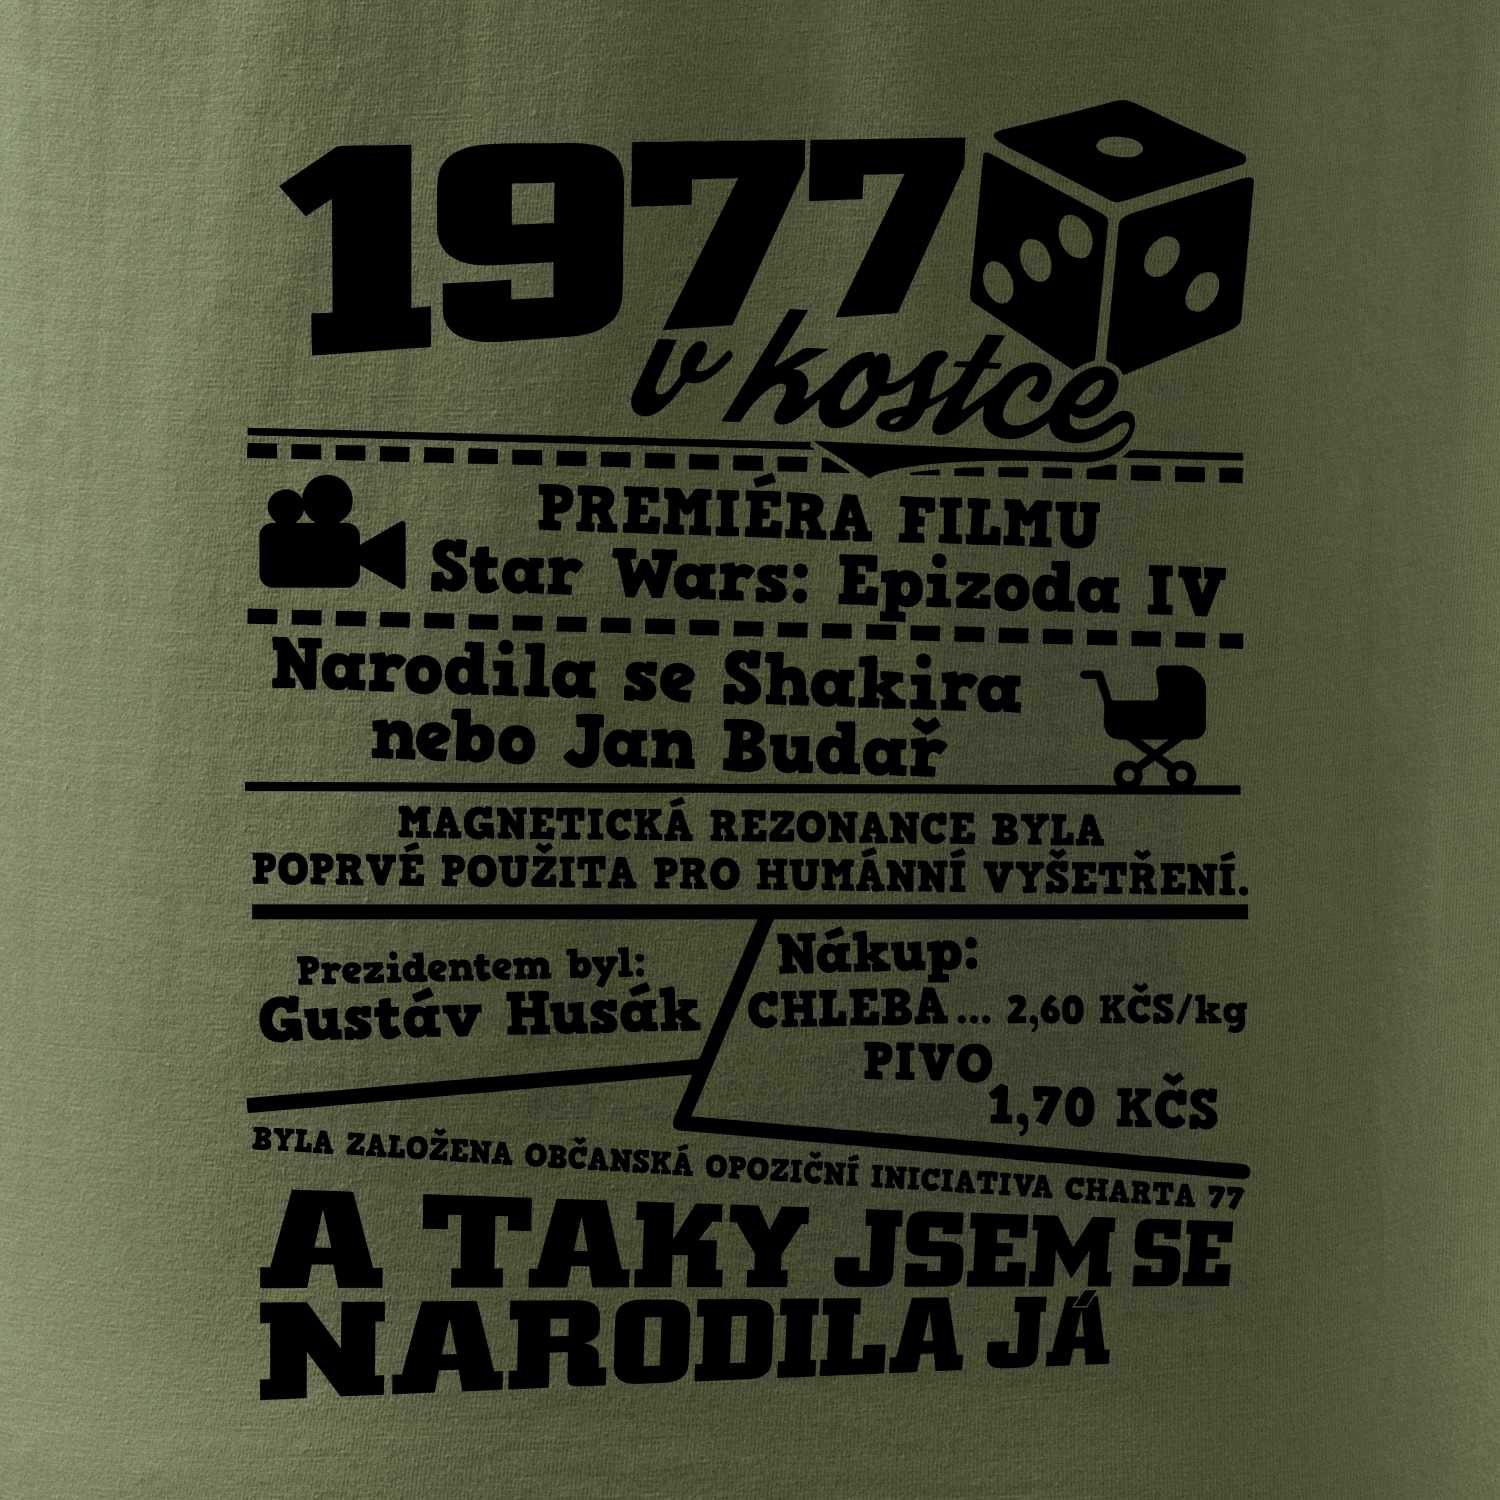 1977
v kostce
PREMIÉRA FILMU
Star Wars: Epizoda IV
Narodila se Shakira
nebo Jan Budař
MAGNETICKÁ REZONANCE BYLA
POPRVÉ POUŽITA PRO HUMÁNNÍ VYŠETŘENÍ.
Prezidentem byl:
Gustáv Husák
Nákup:
CHLEBA... 2,60 KČS/kg
PIVO
1,70 KČS
BYLA ZALOŽENA OBČANSKÁ OPOZIČNÍ INICIATIVA CHARTA 77
A TAKY JSEM SE
NARODILA JÁ